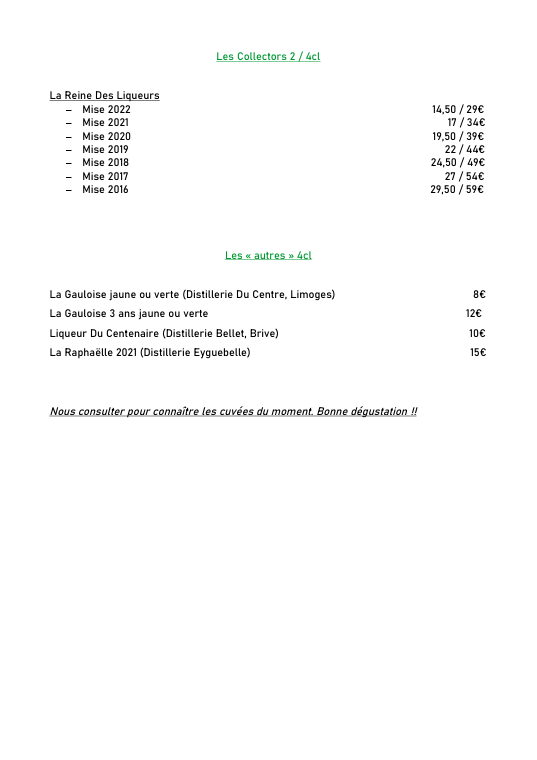 Les Collectors 2 / 4cl
La Reine Des Liqueurs
– Mise 2022 14,50 / 29€
– Mise 2021 17 / 34€
– Mise 2020 19,50 / 39€
– Mise 2019 22 / 44€
– Mise 2018 24,50 / 49€
– Mise 2017 27 / 54€
– Mise 2016 29,50 / 59€
Les « autres » 4cl
La Gauloise jaune ou verte (Distillerie Du Centre, Limoges) 8€
La Gauloise 3 ans jaune ou verte 12€
Liqueur Du Centenaire (Distillerie Bellet, Brive) 10€
La Raphaëlle 2021 (Distillerie Eyguebelle) 15€
Nous consulter pour connaître les cuvées du moment. Bonne dégustation !!